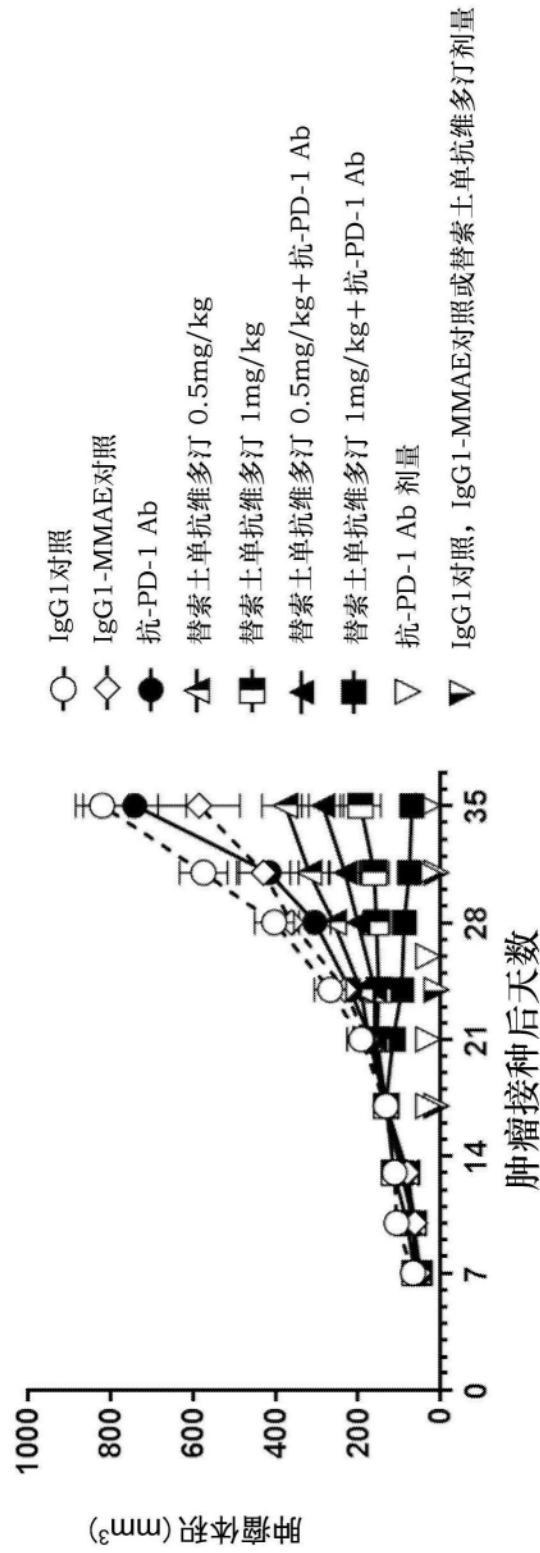 肿瘤体积(mm³)
1000
800
600
400
200
0
0
7
14
21
28
35
肿瘤接种后天数
IgG1对照
IgG1-MMAE对照
抗-PD-1 Ab
替索土单抗维多汀 0.5mg/kg
替索土单抗维多汀 1mg/kg
替索土单抗维多汀 0.5mg/kg+抗-PD-1 Ab
替索土单抗维多汀 1mg/kg+抗-PD-1 Ab
抗-PD-1 Ab 剂量
IgG1对照，IgG1-MMAE对照或替索土单抗维多汀剂量